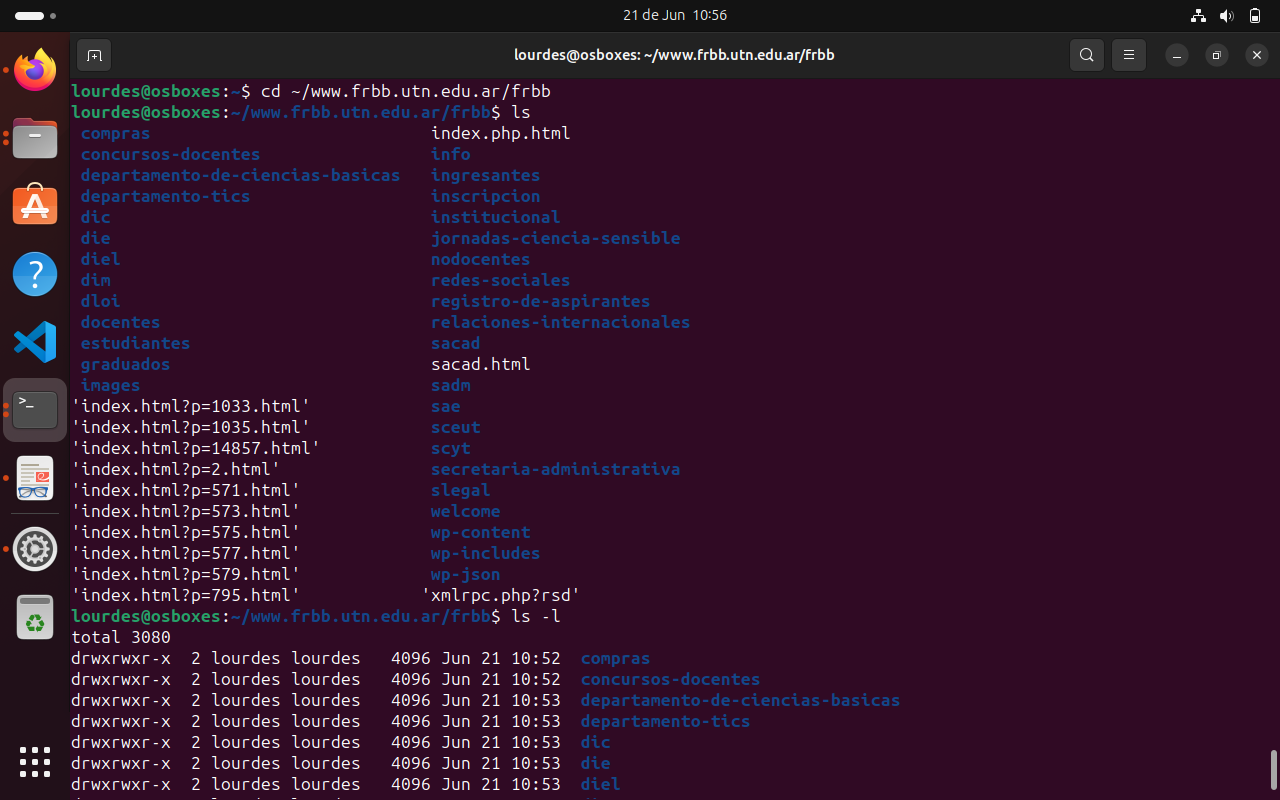 21 de Jun 10:56
lourdes@osboxes: ~/www.frbb.utn.edu.ar/frbb
lourdes@osboxes:~$ cd ~/www.frbb.utn.edu.ar/frbb
lourdes@osboxes:~/www.frbb.utn.edu.ar/frbb$ ls
compras index.php.html
concursos-docentes info
departamento-de-ciencias-basicas ingresantes
departamento-tics inscripcion
dic institucional
die jornadas-ciencia-sensible
diel nodocentes
dim redes-sociales
dloi registro-de-aspirantes
docentes relaciones-internacionales
estudiantes sacad
graduados sacad.html
images sadm
'index.html?p=1033.html' sae
'index.html?p=1035.html' sceut
'index.html?p=14857.html' scyt
'index.html?p=2.html' secretaria-administrativa
'index.html?p=571.html' slegal
'index.html?p=573.html' welcome
'index.html?p=575.html' wp-content
'index.html?p=577.html' wp-includes
'index.html?p=579.html' wp-json
'index.html?p=795.html' 'xmlrpc.php?rsd'
lourdes@osboxes:~/www.frbb.utn.edu.ar/frbb$ ls -l
total 3080
drwxrwxr-x 2 lourdes lourdes 4096 Jun 21 10:52 compras
drwxrwxr-x 2 lourdes lourdes 4096 Jun 21 10:52 concursos-docentes
drwxrwxr-x 2 lourdes lourdes 4096 Jun 21 10:53 departamento-de-ciencias-basicas
drwxrwxr-x 2 lourdes lourdes 4096 Jun 21 10:53 departamento-tics
drwxrwxr-x 2 lourdes lourdes 4096 Jun 21 10:53 dic
drwxrwxr-x 2 lourdes lourdes 4096 Jun 21 10:53 die
drwxrwxr-x 2 lourdes lourdes 4096 Jun 21 10:53 diel